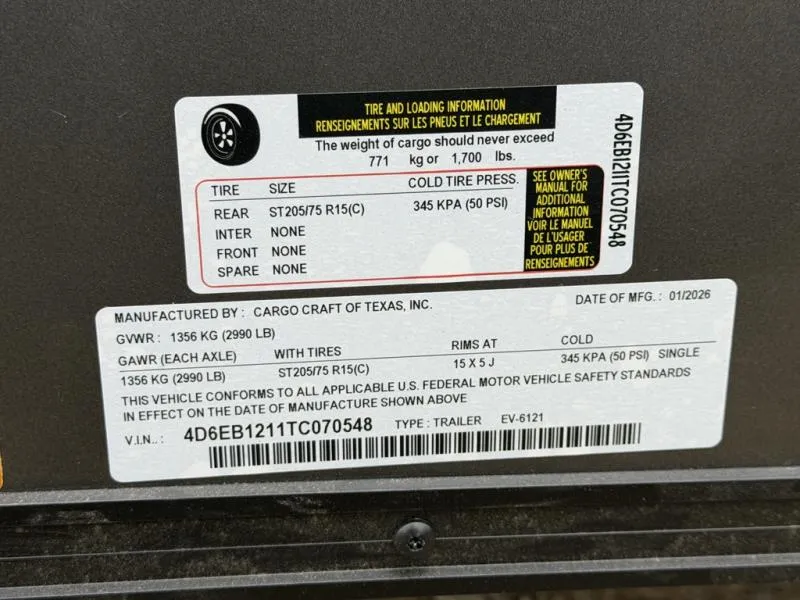 TIRE AND LOADING INFORMATION
RENSEIGNEMENTS SUR LES PNEUS ET LE CHARGEMENT
The weight of cargo should never exceed
771 kg or 1,700 lbs.
TIRE SIZE COLD TIRE PRESS.
REAR ST205/75 R15(C) 345 KPA (50 PSI)
INTER NONE
FRONT NONE
SPARE NONE
SEE OWNER'S
MANUAL FOR
ADDITIONAL
INFORMATION
VOIR LE MANUEL
DE L'USAGER
POUR PLUS DE
RENSEIGNEMENTS
4D6EB1211TC070548
MANUFACTURED BY: CARGO CRAFT OF TEXAS, INC. DATE OF MFG.: 01/2026
GVWR: 1356 KG (2990 LB)
GAWR (EACH AXLE) WITH TIRES RIMS AT COLD
1356 KG (2990 LB) ST205/75 R15(C) 15 X 5 J 345 KPA (50 PSI) SINGLE
THIS VEHICLE CONFORMS TO ALL APPLICABLE U.S. FEDERAL MOTOR VEHICLE SAFETY STANDARDS
IN EFFECT ON THE DATE OF MANUFACTURE SHOWN ABOVE
V.I.N..: 4D6EB1211TC070548 TYPE: TRAILER EV-6121